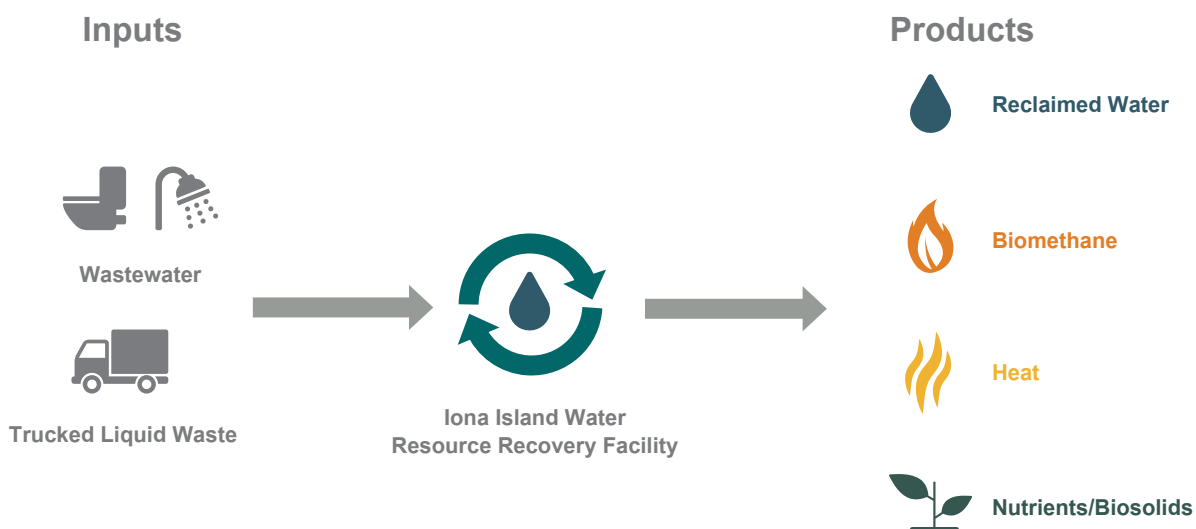 Inputs
Products
Reclaimed Water
Biomethane
Wastewater
Heat
Iona Island Water
Resource Recovery Facility
Trucked Liquid Waste
Nutrients/Biosolids